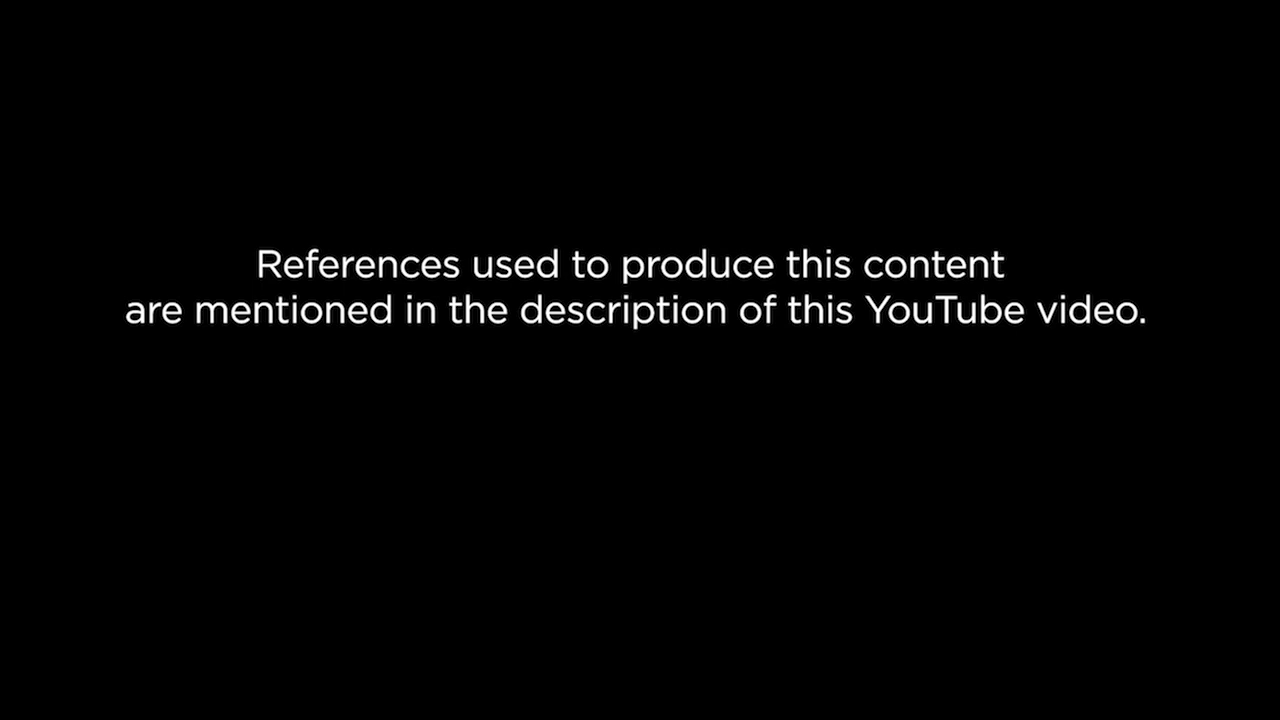 References used to produce this content
are mentioned in the description of this YouTube video.